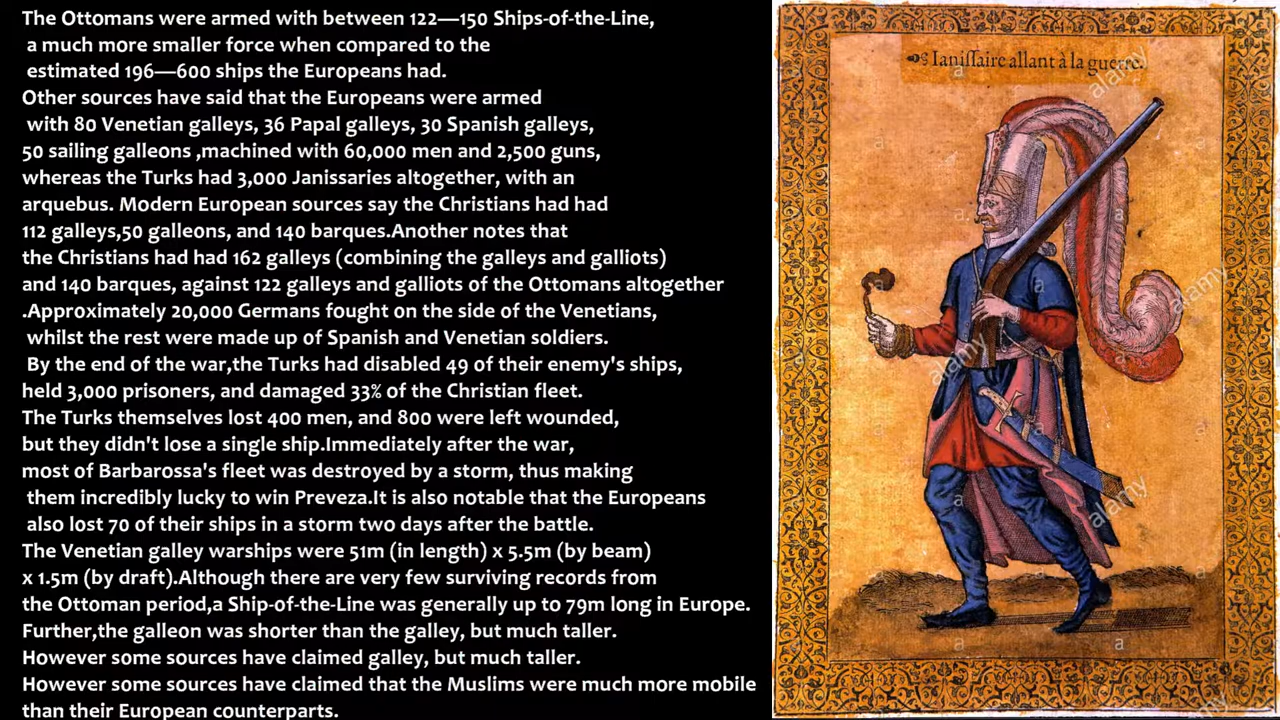 The Ottomans were armed with between 122—150 Ships-of-the-Line,
a much more smaller force when compared to the
estimated 196—600 ships the Europeans had.
Other sources have said that the Europeans were armed
with 80 Venetian galleys, 36 Papal galleys, 30 Spanish galleys,
50 sailing galleons ,machined with 60,000 men and 2,500 guns,
whereas the Turks had 3,000 Janissaries altogether, with an
arquebus. Modern European sources say the Christians had had
112 galleys,50 galleons, and 140 barques.Another notes that
the Christians had had 162 galleys (combining the galleys and galliots)
and 140 barques, against 122 galleys and galliots of the Ottomans altogether
.Approximately 20,000 Germans fought on the side of the Venetians,
whilst the rest were made up of Spanish and Venetian soldiers.
By the end of the war,the Turks had disabled 49 of their enemy's ships,
held 3,000 prisoners, and damaged 33% of the Christian fleet.
The Turks themselves lost 400 men, and 800 were left wounded,
but they didn't lose a single ship.Immediately after the war,
most of Barbarossa's fleet was destroyed by a storm, thus making
them incredibly lucky to win Preveza.It is also notable that the Europeans
also lost 70 of their ships in a storm two days after the battle.
The Venetian galley warships were 51m (in length) x 5.5m (by beam)
x 1.5m (by draft).Although there are very few surviving records from
the Ottoman period,a Ship-of-the-Line was generally up to 79m long in Europe.
Further,the galleon was shorter than the galley, but much taller.
However some sources have claimed galley, but much taller.
However some sources have claimed that the Muslims were much more mobile
than their European counterparts.
Ianiſſaire allant à la guerre.
alamy
alamy
alamy
alamy
alamy
a
a
a
a
a
a
a
a